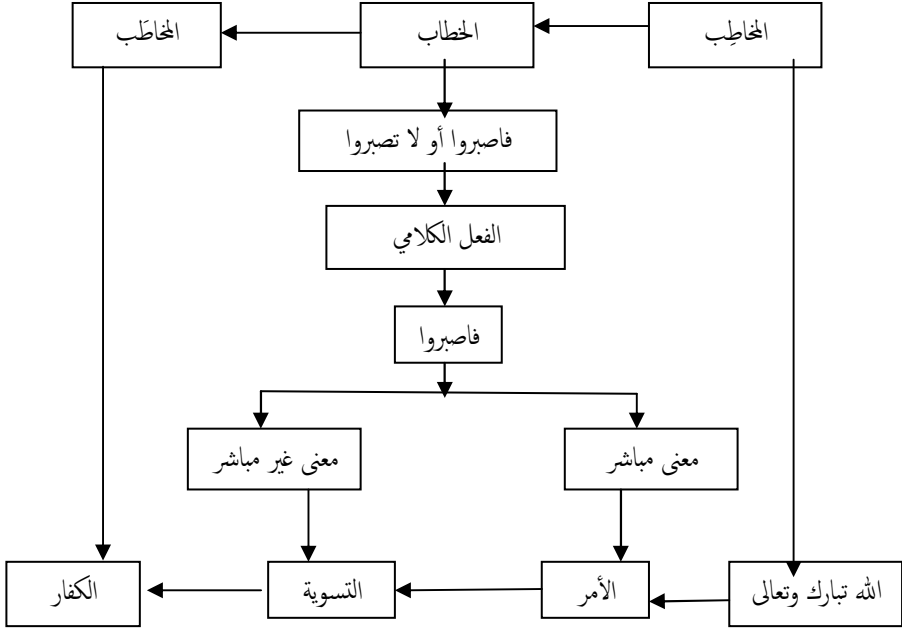 المخاطِب
الخطاب
المخاطَب
فاصبروا أو لا تصبروا
الفعل الكلامي
فاصبروا
معنى مباشر
معنى غير مباشر
الله تبارك وتعالى
الأمر
التسوية
الكفار